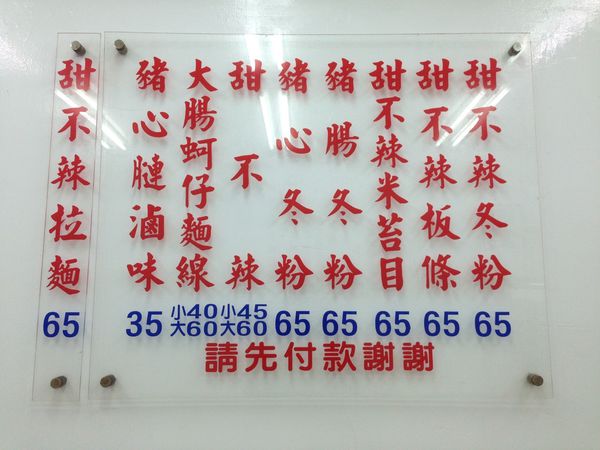 甜不辣冬粉
65
甜不辣板條
65
甜不辣米苔目
65
豬腸冬粉
65
豬心冬粉
65
甜不辣
小45
大60
大腸蚵仔麵線
小40
大60
豬心滷味
35
甜不辣拉麵
65
請先付款謝謝